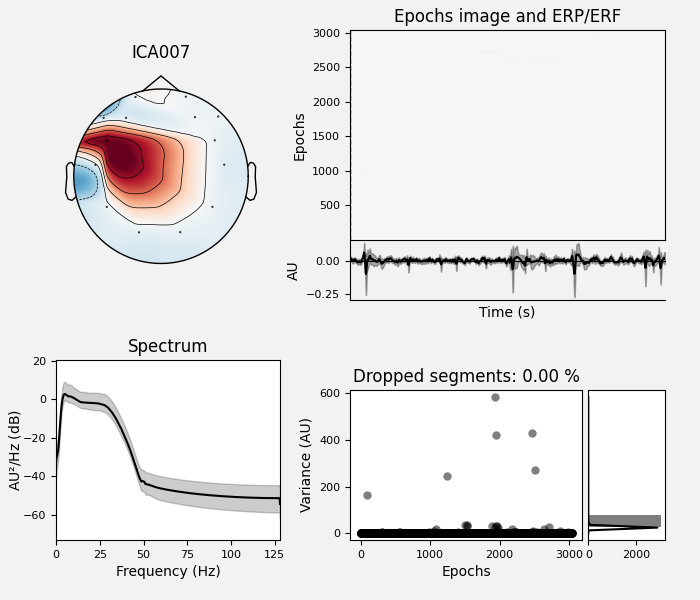 ICA007
Epochs image and ERP/ERF
3000
2500
2000
1500
1000
500
Epochs
0.00
−0.25
AU
Time (s)
Spectrum
20
0
−20
−40
−60
AU²/Hz (dB)
0 25 50 75 100 125
Frequency (Hz)
Dropped segments: 0.00 %
600
400
200
0
Variance (AU)
0 1000 2000 3000
Epochs
0 2000